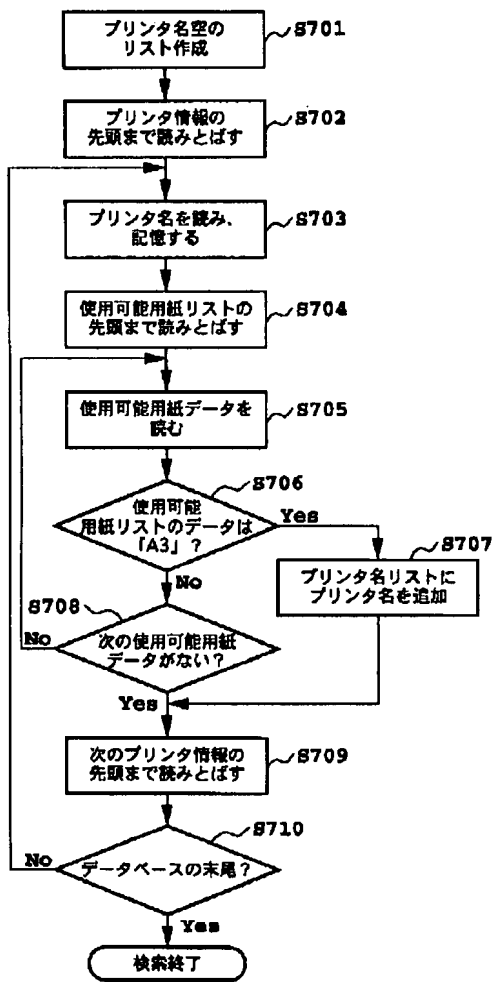 プリンタ名空の
リスト作成
S701
プリンタ情報の
先頭まで読みとばす
S702
プリンタ名を読み、
記憶する
S703
使用可能用紙リストの
先頭まで読みとばす
S704
使用可能用紙データを
読む
S705
使用可能
用紙リストのデータは
「A3」?
S706
Yes
No
プリンタ名リストに
プリンタ名を追加
S707
S708
次の使用可能用紙
データがない?
No
Yes
次のプリンタ情報の
先頭まで読みとばす
S709
S710
データベースの末尾?
No
Yes
検索終了